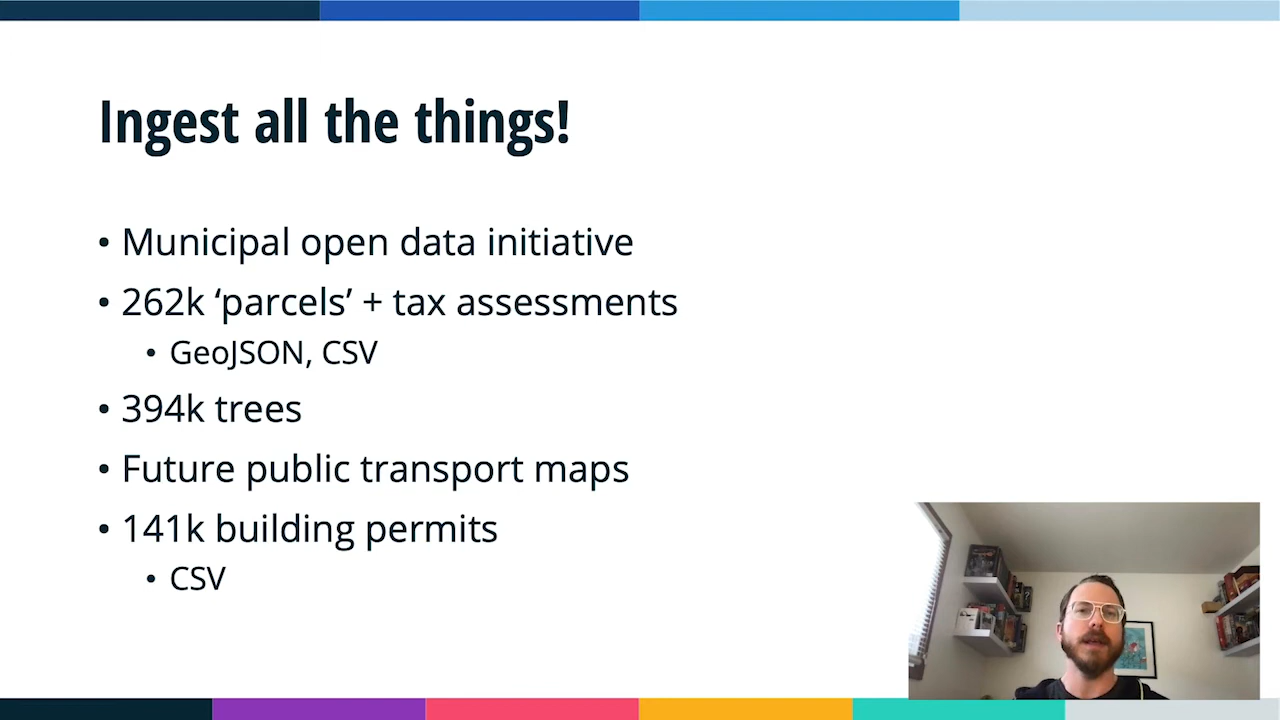 Ingest all the things!
• Municipal open data initiative
• 262k ‘parcels’ + tax assessments
• GeoJSON, CSV
• 394k trees
• Future public transport maps
• 141k building permits
• CSV